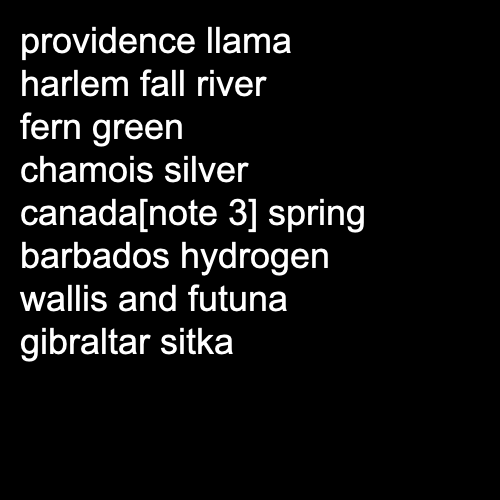 providence llama
harlem fall river
fern green
chamois silver
canada[note 3] spring
barbados hydrogen
wallis and futuna
gibraltar sitka